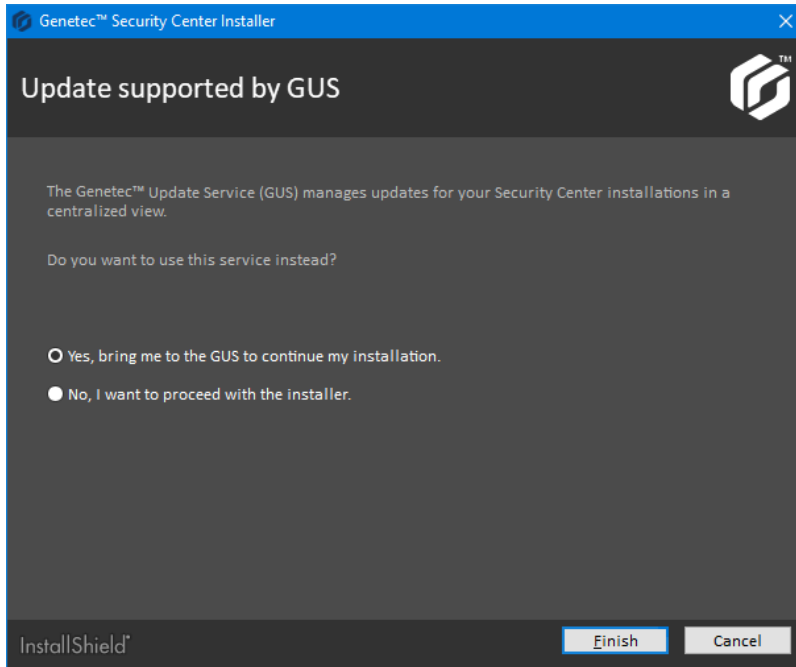 Genetec™ Security Center Installer
Update supported by GUS
TM
The Genetec™ Update Service (GUS) manages updates for your Security Center installations in a
centralized view.
Do you want to use this service instead?
Yes, bring me to the GUS to continue my installation.
No, I want to proceed with the installer.
InstallShield
Finish
Cancel